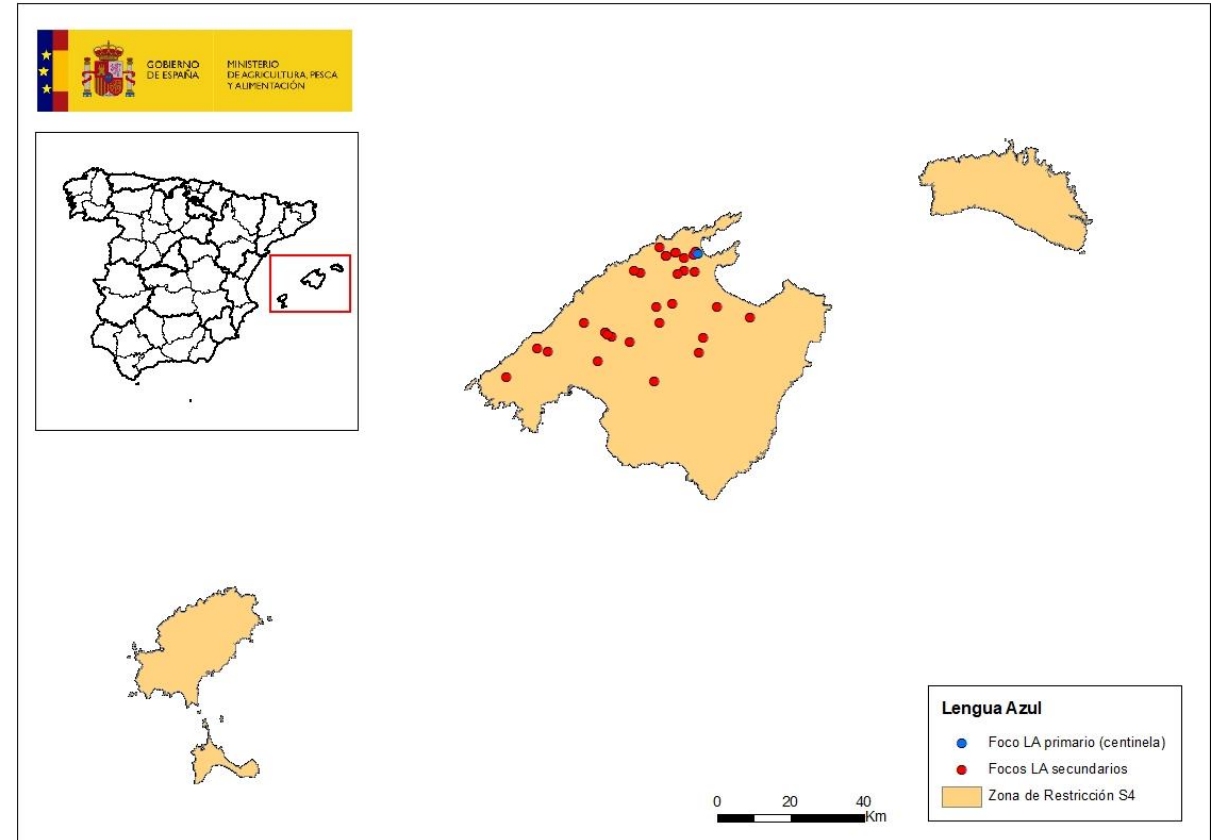 GOBIERNO
DE ESPAÑA
MINISTERIO
DE AGRICULTURA, PESCA
Y ALIMENTACIÓN
Lengua Azul
Foco LA primario (centinela)
Focos LA secundarios
Zona de Restricción S4
0 20 40
Km